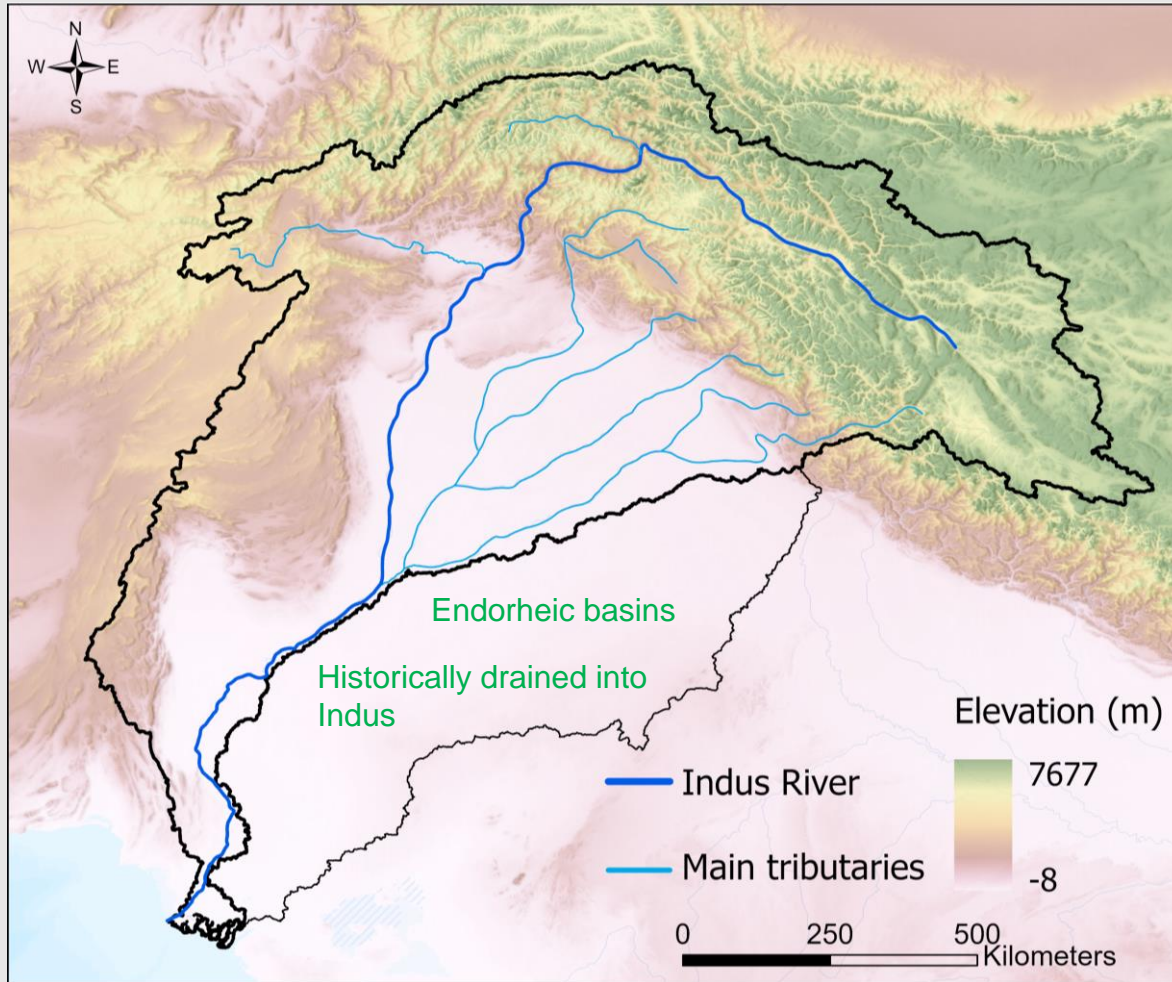 N
W E
S
Endorheic basins
Historically drained into
Indus
Elevation (m)
7677
-8
Indus River
Main tributaries
0 250 500
Kilometers